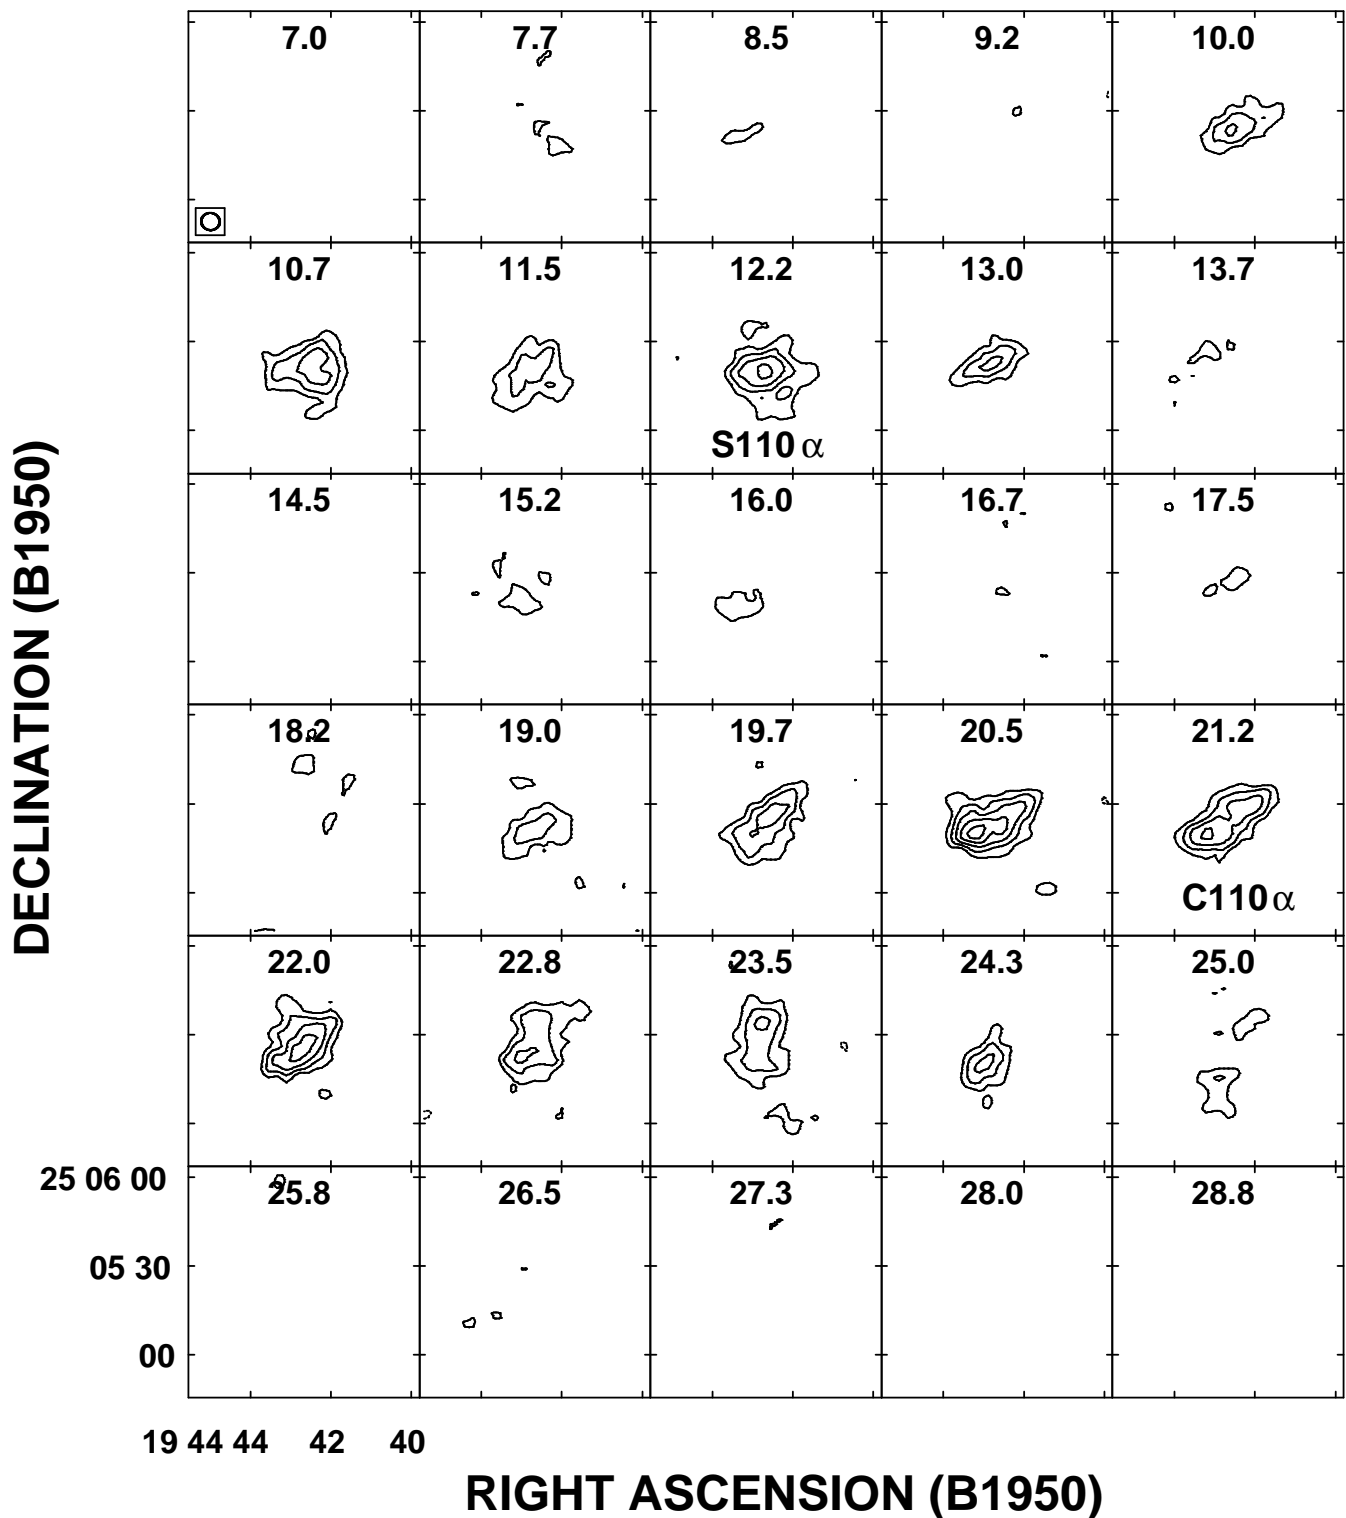 7.0 7.7 8.5 9.2 10.0
10.7 11.5 12.2 13.0 13.7
S110 α
14.5 15.2 16.0 16.7 17.5
18.2 19.0 19.7 20.5 21.2
C110 α
22.0 22.8 23.5 24.3 25.0
25.8 26.5 27.3 28.0 28.8
DECLINATION (B1950)
25 06 00
05 30
00
19 44 44 42 40
RIGHT ASCENSION (B1950)